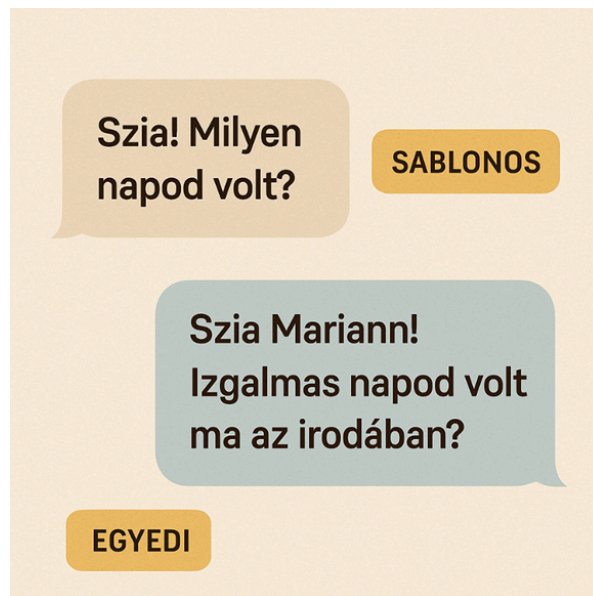 Szia! Milyen
napod volt?
SABLONOS
Szia Mariann!
Izgalmas napod volt
ma az irodában?
EGYEDI